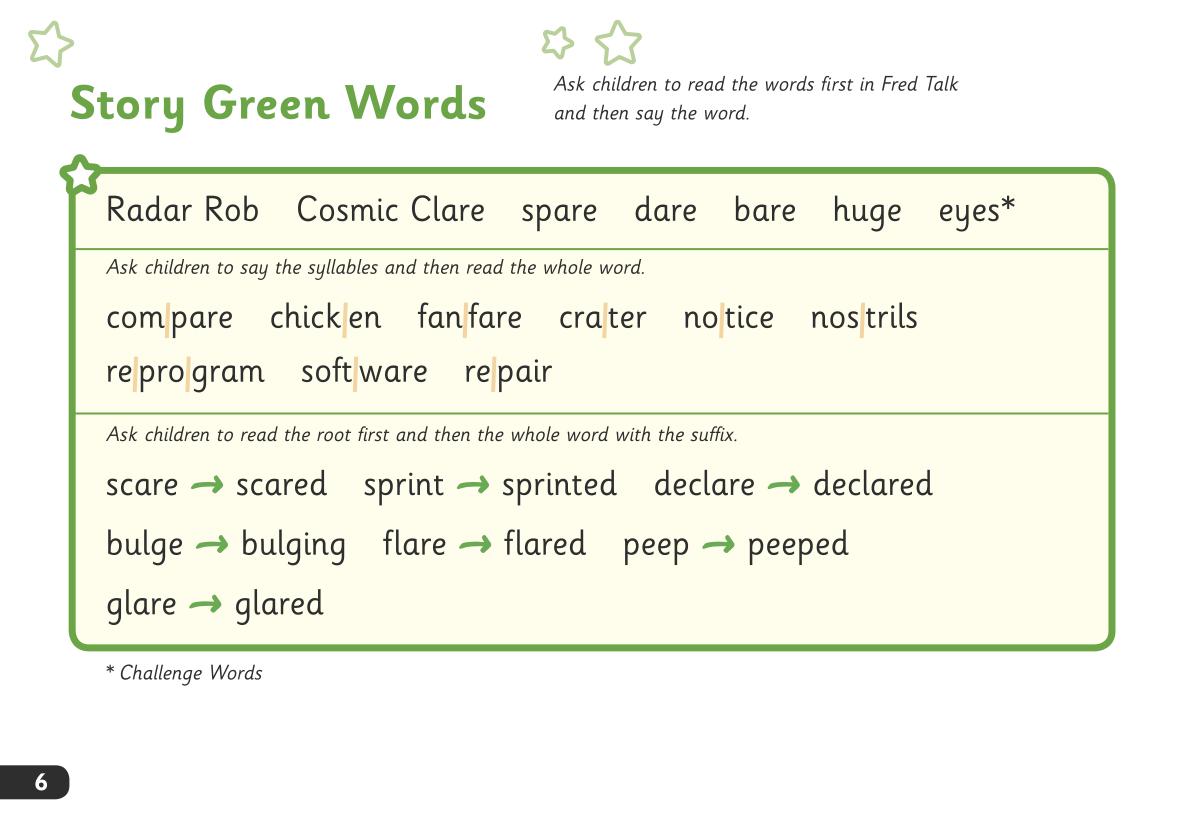 Story Green Words
Ask children to read the words first in Fred Talk
and then say the word.
Radar Rob Cosmic Clare spare dare bare huge eyes*
Ask children to say the syllables and then read the whole word.
com|pare chick|en fan|fare cra|ter no|tice nos|trils
re|pro|gram soft|ware re|pair
Ask children to read the root first and then the whole word with the suffix.
scare → scared sprint → sprinted declare → declared
bulge → bulging flare → flared peep → peeped
glare → glared
* Challenge Words
6